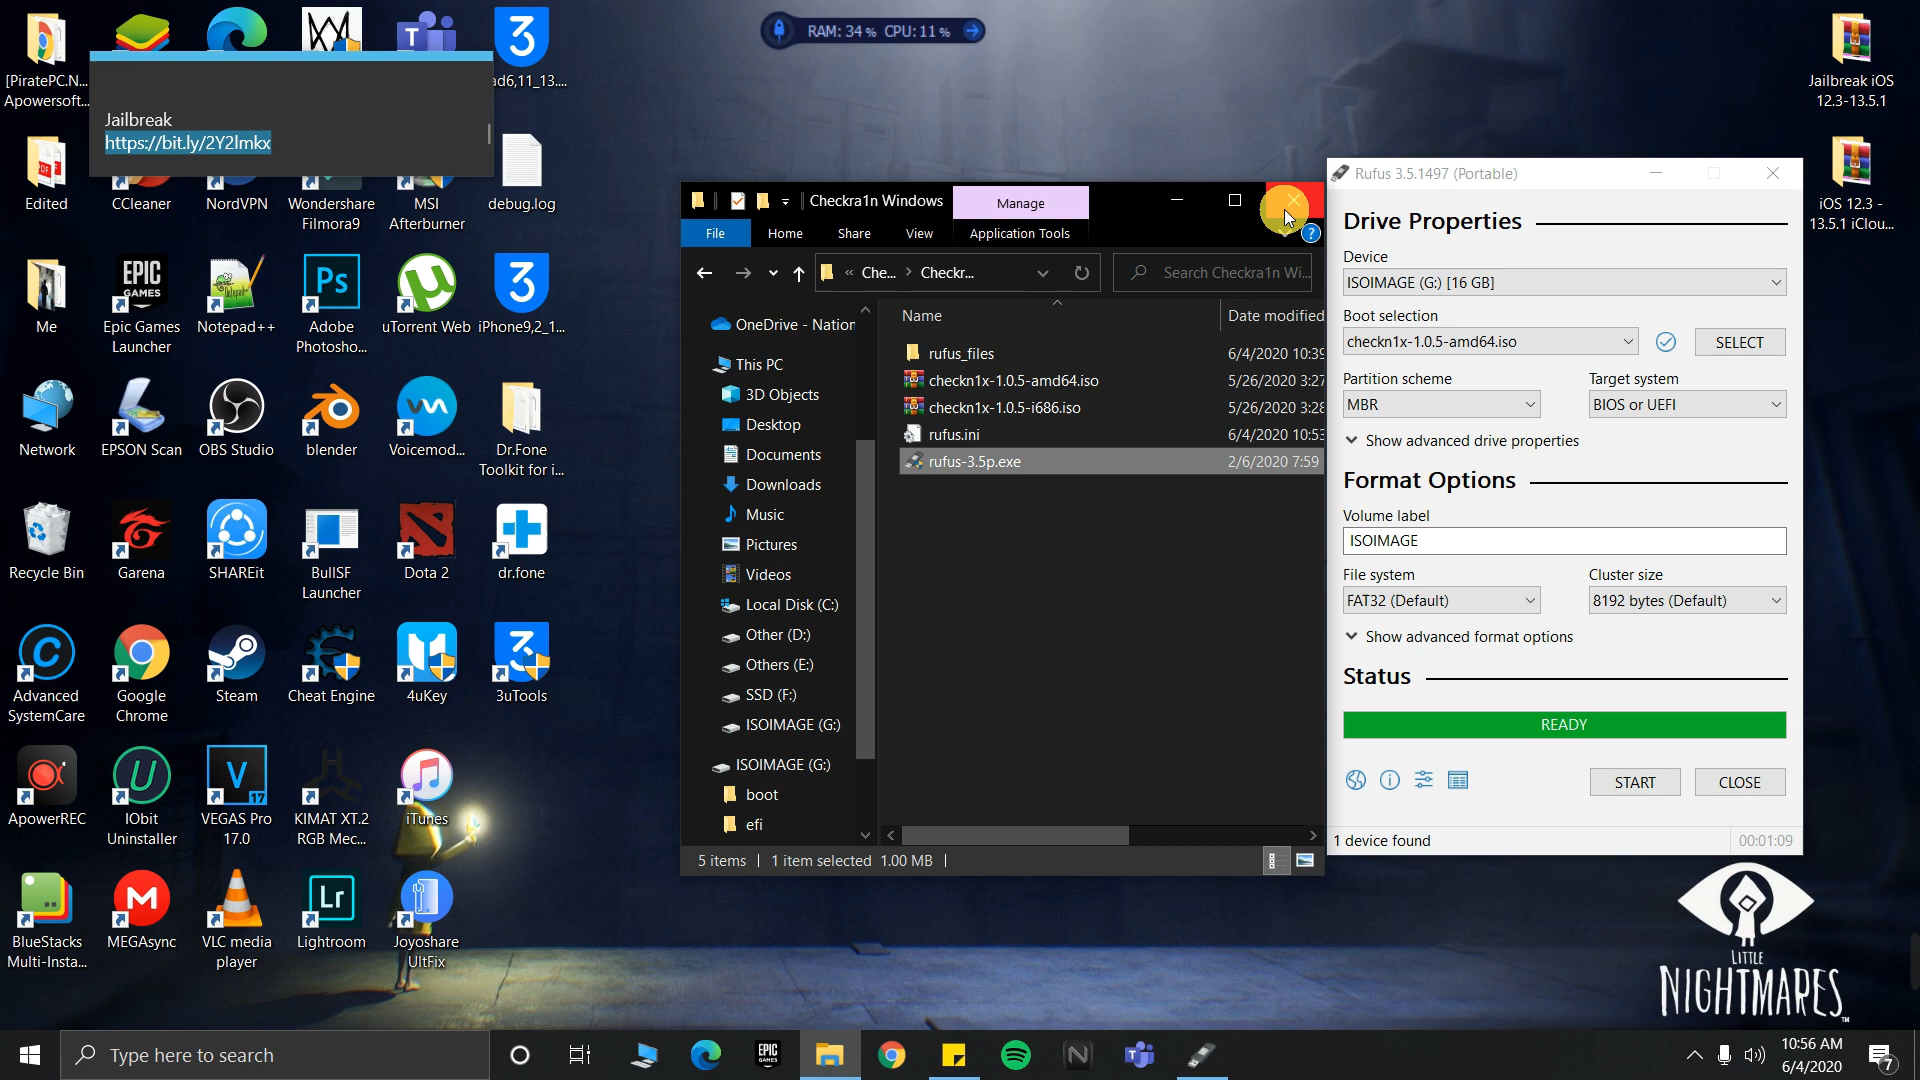 RAM: 34 % CPU: 11 %
[PiratePC.N...
Apowersoft...
Jailbreak
https://bit.ly/2Y2lmkx
ad6,11_13....
Jailbreak iOS
12.3-13.5.1
Edited
CCleaner
NordVPN
Wondershare
Filmora9
MSI
Afterburner
debug.log
iOS 12.3 -
13.5.1 iClou...
Me
EPIC
GAMES
Epic Games
Launcher
Notepad++
Ps
Adobe
Photosho...
uTorrent Web
iPhone9,2_1...
Network
EPSON Scan
OBS Studio
blender
Voicemod...
Dr.Fone
Toolkit for i...
Recycle Bin
Garena
SHAREit
BullSF
Launcher
Dota 2
dr.fone
Advanced
SystemCare
Google
Chrome
Steam
Cheat Engine
4uKey
3uTools
ApowerREC
IObit
Uninstaller
V
17
VEGAS Pro
17.0
KIMAT XT.2
RGB Mec...
iTunes
BlueStacks
Multi-Insta...
MEGAsync
VLC media
player
Lr
Lightroom
Joyoshare
UltFix
Checkra1n Windows
Manage
File
Home
Share
View
Application Tools
« Che... > Checkr...
Search Checkra1n Wi...
OneDrive - Nation
This PC
3D Objects
Desktop
Documents
Downloads
Music
Pictures
Videos
Local Disk (C:)
Other (D:)
Others (E:)
SSD (F:)
ISOIMAGE (G:)
ISOIMAGE (G:)
boot
efi
Name
Date modified
rufus_files
6/4/2020 10:39
checkn1x-1.0.5-amd64.iso
5/26/2020 3:27
checkn1x-1.0.5-i686.iso
5/26/2020 3:28
rufus.ini
6/4/2020 10:53
rufus-3.5p.exe
2/6/2020 7:59
5 items
1 item selected 1.00 MB
Rufus 3.5.1497 (Portable)
Drive Properties
Device
ISOIMAGE (G:) [16 GB]
Boot selection
checkn1x-1.0.5-amd64.iso
SELECT
Partition scheme
Target system
MBR
BIOS or UEFI
Show advanced drive properties
Format Options
Volume label
ISOIMAGE
File system
Cluster size
FAT32 (Default)
8192 bytes (Default)
Show advanced format options
Status
READY
START
CLOSE
1 device found
00:01:09
LITTLE
NIGHTMARES
TM
Type here to search
EPIC
GAMES
10:56 AM
6/4/2020
7